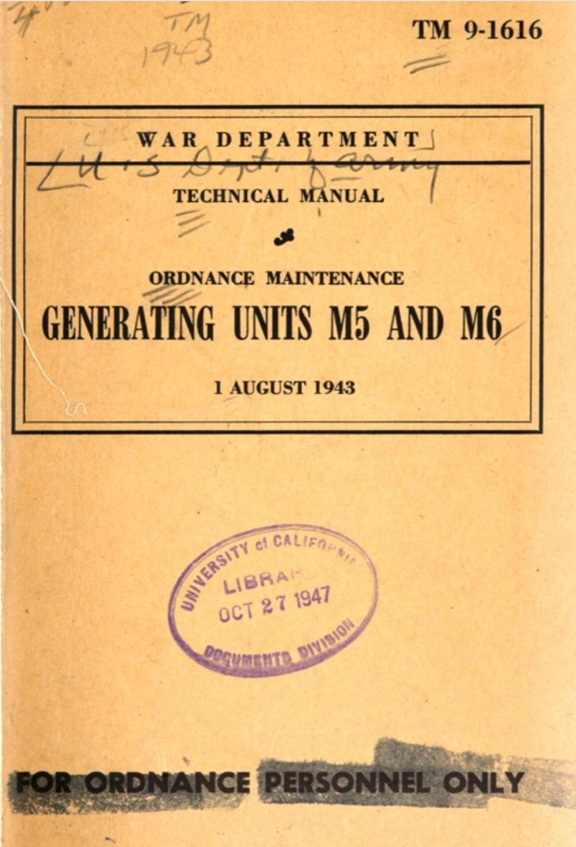 TM 9-1616
TM
1943
WAR DEPARTMENT
U.S. Dept. of army
TECHNICAL MANUAL
ORDNANCE MAINTENANCE
GENERATING UNITS M5 AND M6
1 AUGUST 1943
UNIVERSITY of CALIFORNIA
LIBRAR
OCT 27 1947
DOCUMENTS DIVISION
FOR ORDNANCE PERSONNEL ONLY